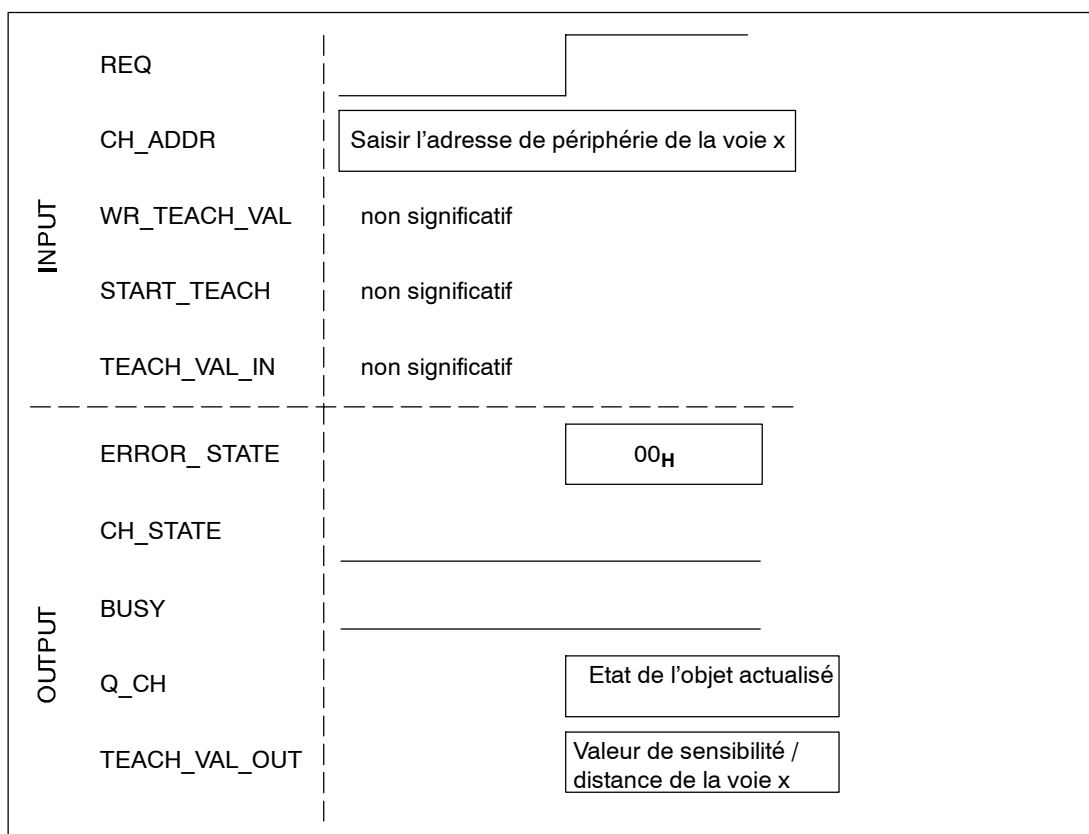 REQ
CH_ADDR
Saisir l’adresse de périphérie de la voie x
INPUT
WR_TEACH_VAL
non significatif
START_TEACH
non significatif
TEACH_VAL_IN
non significatif
ERROR_ STATE
00H
CH_STATE
OUTPUT
BUSY
Q_CH
Etat de l’objet actualisé
TEACH_VAL_OUT
Valeur de sensibilité /
distance de la voie x